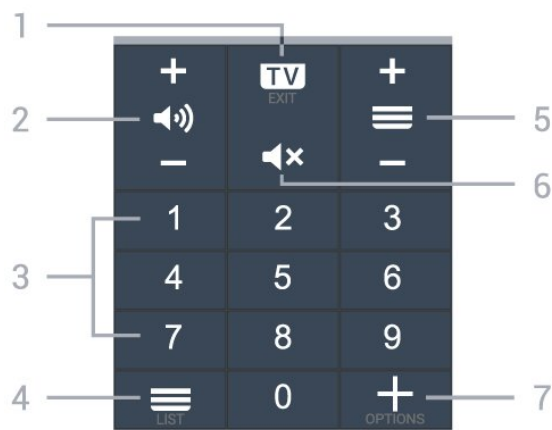 1
+ TV +
EXIT
2 5
− −
6
1 2 3
3
4 5 6
7 8 9
4 0 + 7
LIST OPTIONS